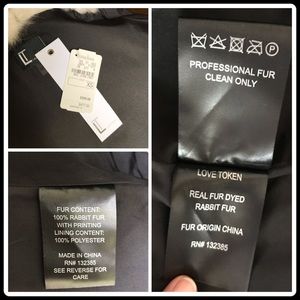 XS
PROFESSIONAL FUR
CLEAN ONLY
FUR CONTENT:
100% RABBIT FUR
WITH PRINTING
LINING CONTENT:
100% POLYESTER
MADE IN CHINA
RN# 132385
SEE REVERSE FOR
CARE
LOVE TOKEN
REAL FUR DYED
RABBIT FUR
FUR ORIGIN CHINA
RN# 132385